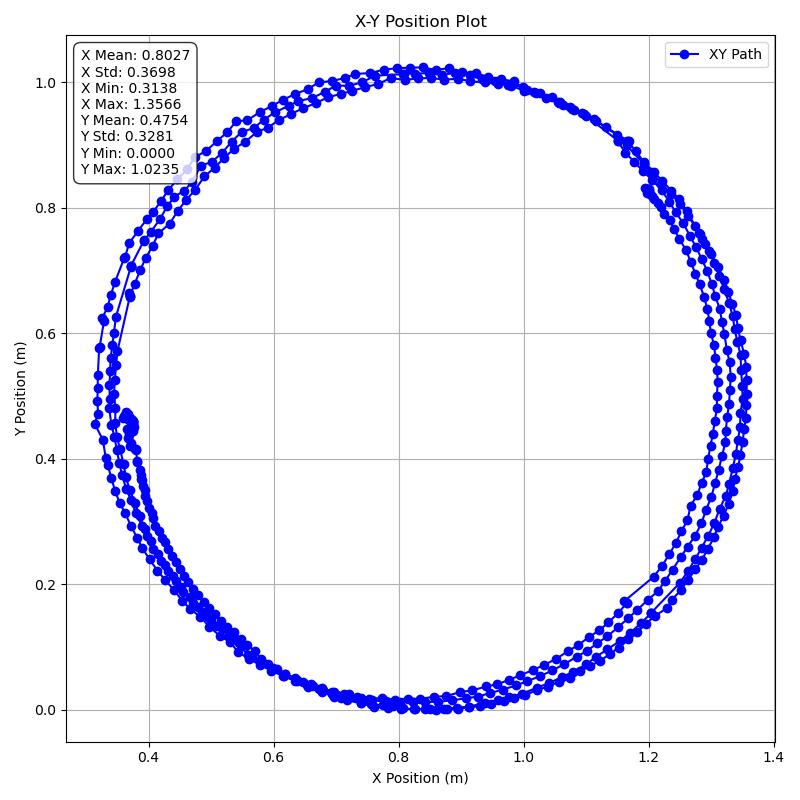 X-Y Position Plot
X Mean: 0.8027
X Std: 0.3698
X Min: 0.3138
X Max: 1.3566
Y Mean: 0.4754
Y Std: 0.3281
Y Min: 0.0000
Y Max: 1.0235
XY Path
Y Position (m)
1.0
0.8
0.6
0.4
0.2
0.0
0.4 0.6 0.8 1.0 1.2 1.4
X Position (m)